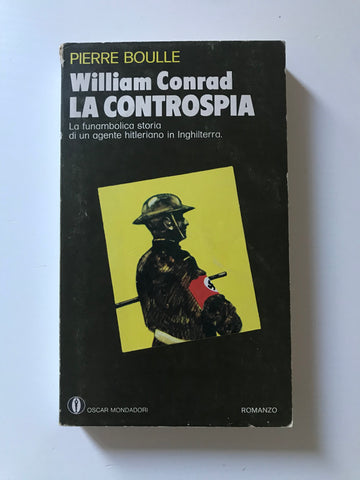 PIERRE BOULLE
William Conrad
LA CONTROSPIA
La funambolica storia
di un agente hitleriano in Inghilterra.
OSCAR MONDADORI
ROMANZO